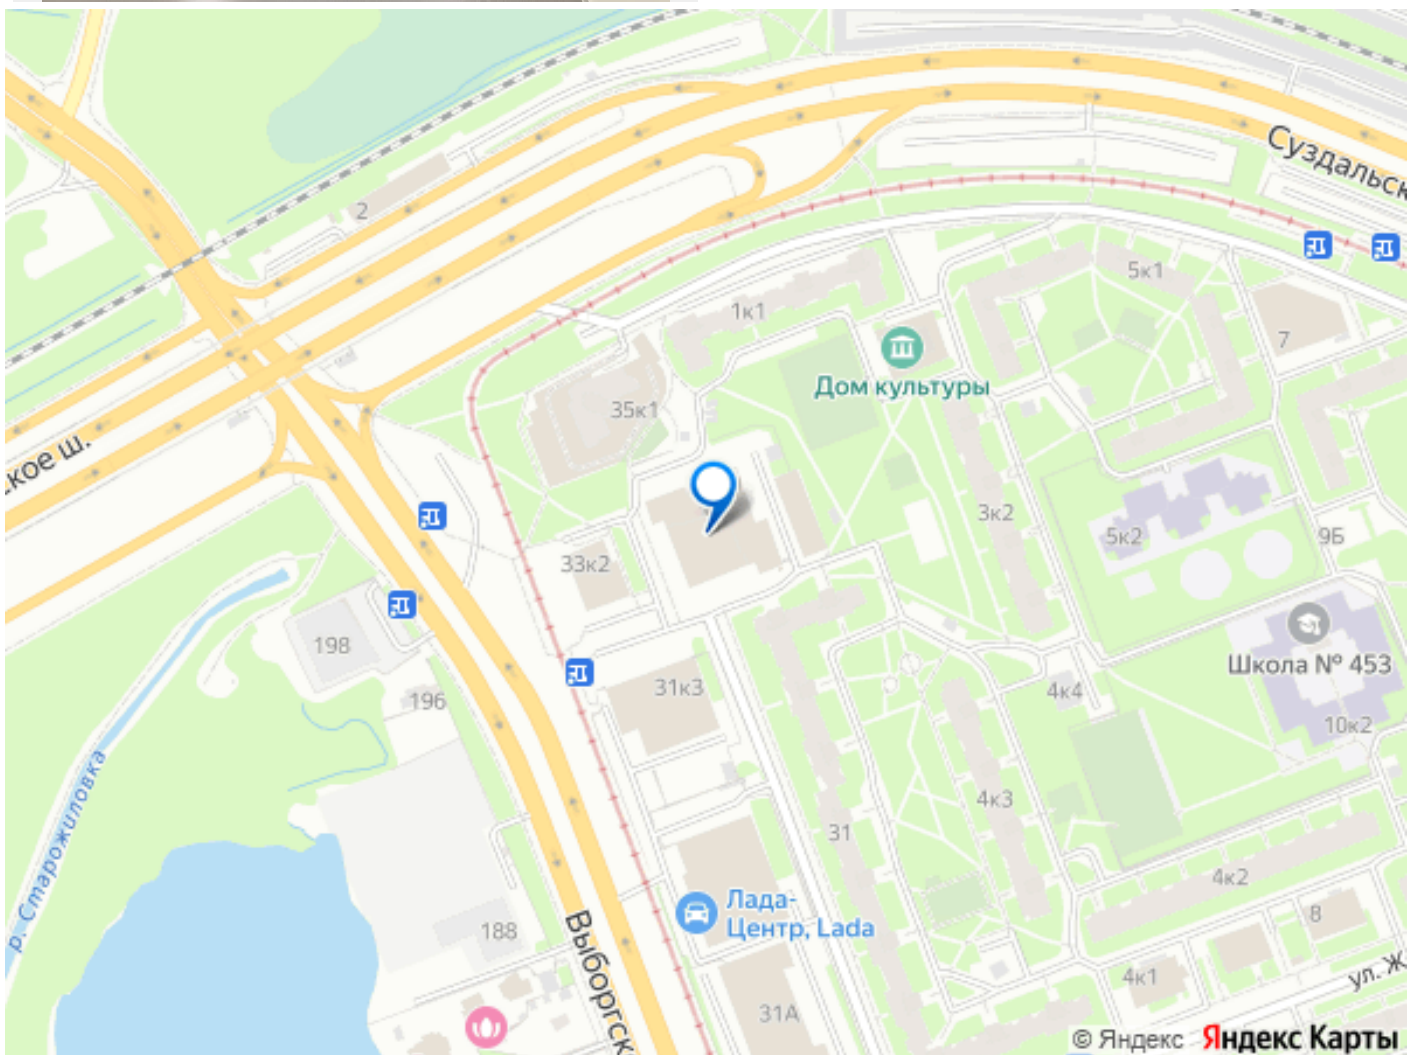 Суздальск
2
5к1
1к1
7
Дом культуры
35к1
кое ш.
3к2
5к2
9Б
33к2
198
Школа № 453
31к3
4к4
196
10к2
р. Старожиловка
4к3
31
4к2
Лада-
Центр, Lada
8
188
Выборгск
4к1
ул. Ж
31А
© Яндекс Яндекс Карты